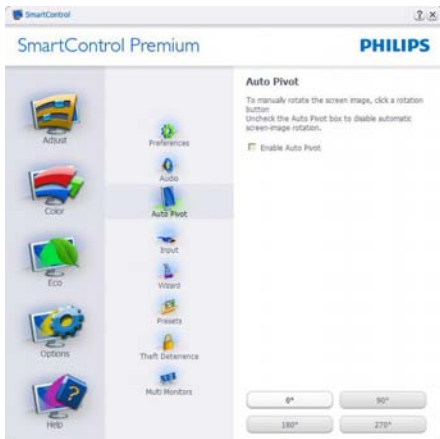 SmartControl
SmartControl Premium
PHILIPS
Adjust
Color
Eco
Options
Help
Preferences
Audio
Auto Pivot
Input
Wizard
Presets
Theft Deterrence
Multi Monitors
Auto Pivot
To manually rotate the screen image, click a rotation
button
Uncheck the Auto Pivot box to disable automatic
screen-image rotation.
Enable Auto Pivot
0°
90°
180°
270°